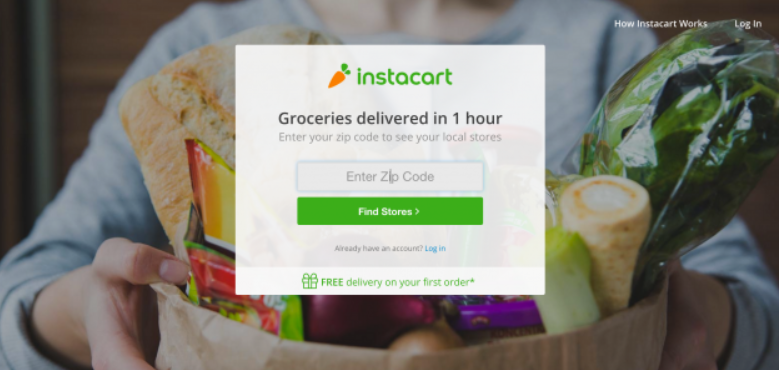 How Instacart Works Log In
instacart
Groceries delivered in 1 hour
Enter your zip code to see your local stores
Enter Zip Code
Find Stores >
Already have an account? Log in
FREE delivery on your first order*